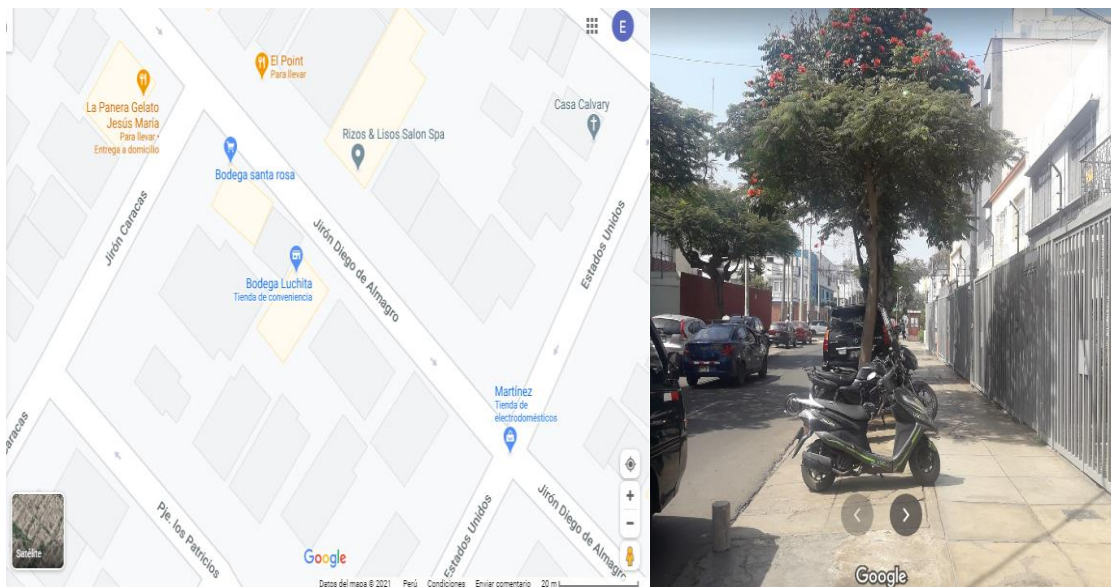 E
El Point
Para llevar
La Panera Gelato
Jesús María
Para llevar •
Entrega a domicilio
Casa Calvary
Rizos & Lisos Salon Spa
Bodega santa rosa
Jirón Caracas
Jirón Diego de Almagro
Estados Unidos
Bodega Luchita
Tienda de conveniencia
Martínez
Tienda de
electrodomésticos
Caracas
Pje. los Patricios
Estados Unidos
Jirón Diego de Almagro
Satélite
Google
Datos del mapa © 2021 Perú Condiciones Enviar comentario 20 m
Google